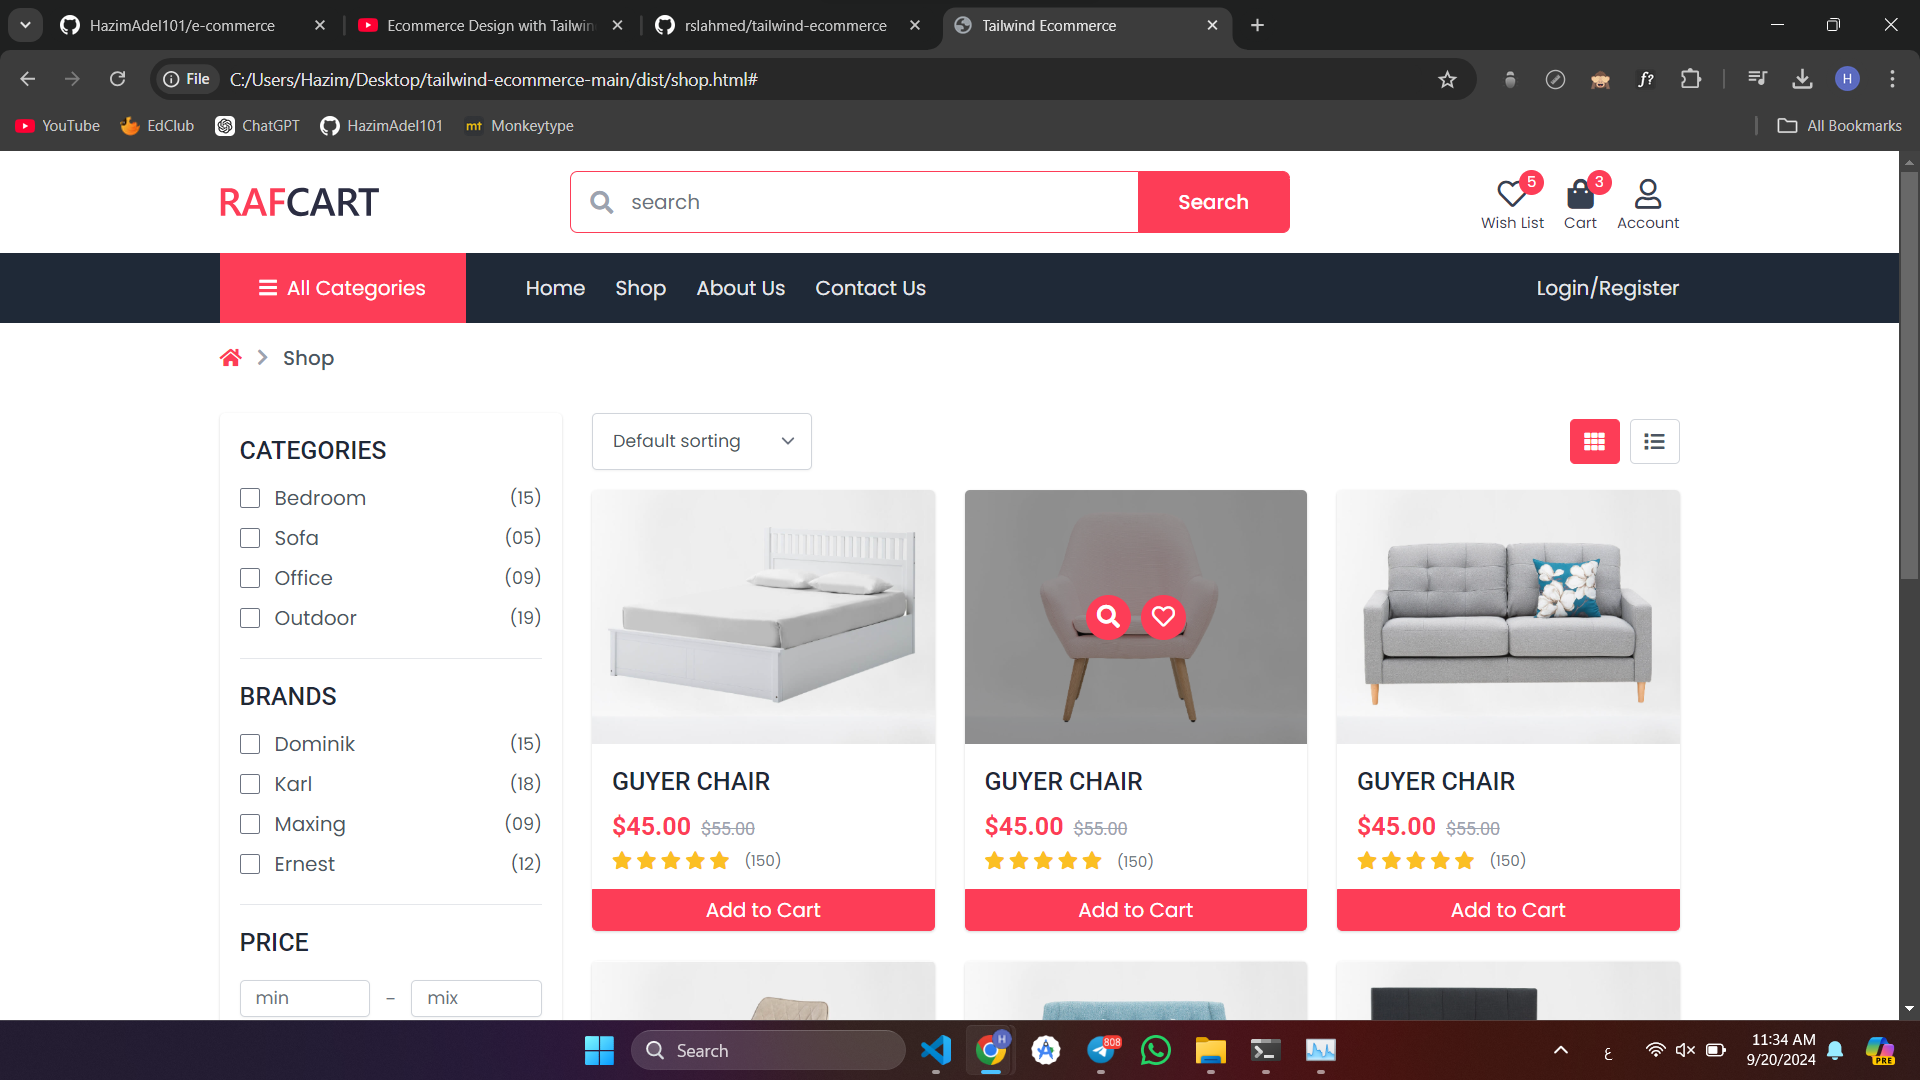 HazimAdel101/e-commerce
Ecommerce Design with Tailwin
rslahmed/tailwind-ecommerce
Tailwind Ecommerce
File C:/Users/Hazim/Desktop/tailwind-ecommerce-main/dist/shop.html#
f?
H
YouTube
EdClub
ChatGPT
HazimAdel101
mt Monkeytype
All Bookmarks
RAFCART
search
Search
5
Wish List
3
Cart
Account
All Categories
Home
Shop
About Us
Contact Us
Login/Register
Shop
CATEGORIES
Bedroom (15)
Sofa (05)
Office (09)
Outdoor (19)
BRANDS
Dominik (15)
Karl (18)
Maxing (09)
Ernest (12)
PRICE
min - mix
Default sorting
GUYER CHAIR
$45.00 $55.00
(150)
Add to Cart
GUYER CHAIR
$45.00 $55.00
(150)
Add to Cart
GUYER CHAIR
$45.00 $55.00
(150)
Add to Cart
Search
H
808
ع
11:34 AM
9/20/2024
PRE